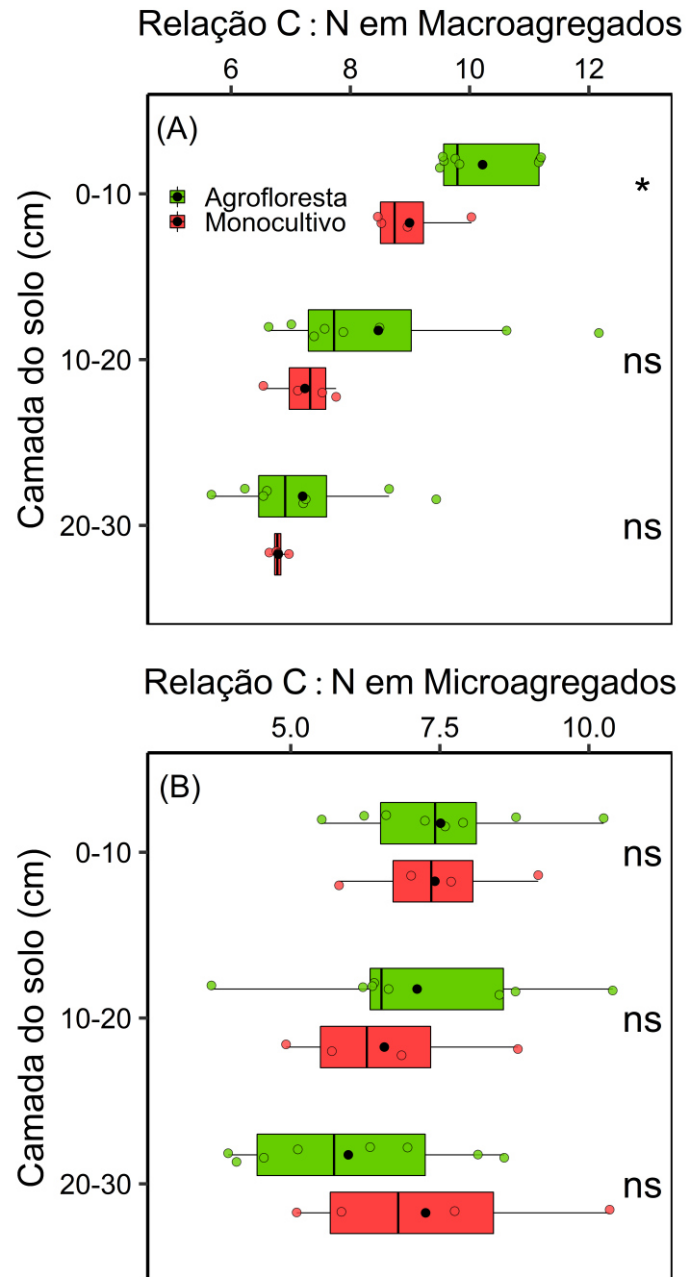 Relação C : N em Macroagregados
6 8 10 12
(A)
Camada do solo (cm)
0-10
Agrofloresta
Monocultivo
*
10-20
ns
20-30
ns
Relação C : N em Microagregados
5.0 7.5 10.0
(B)
Camada do solo (cm)
0-10
ns
10-20
ns
20-30
ns